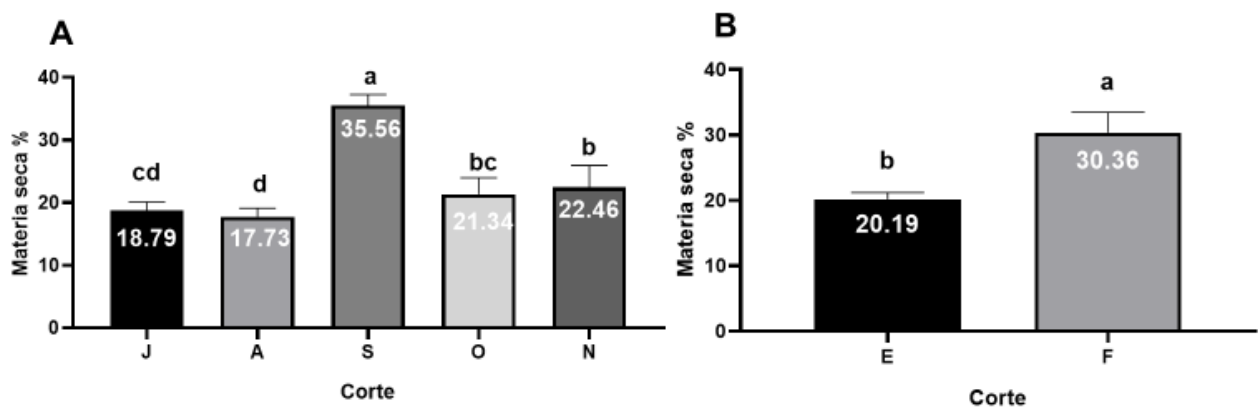 A
Materia seca %
40
30
20
10
0
cd
d
a
bc
b
18.79
17.73
35.56
21.34
22.46
J A S O N
Corte
B
Materia seca %
40
30
20
10
0
b
a
20.19
30.36
E F
Corte